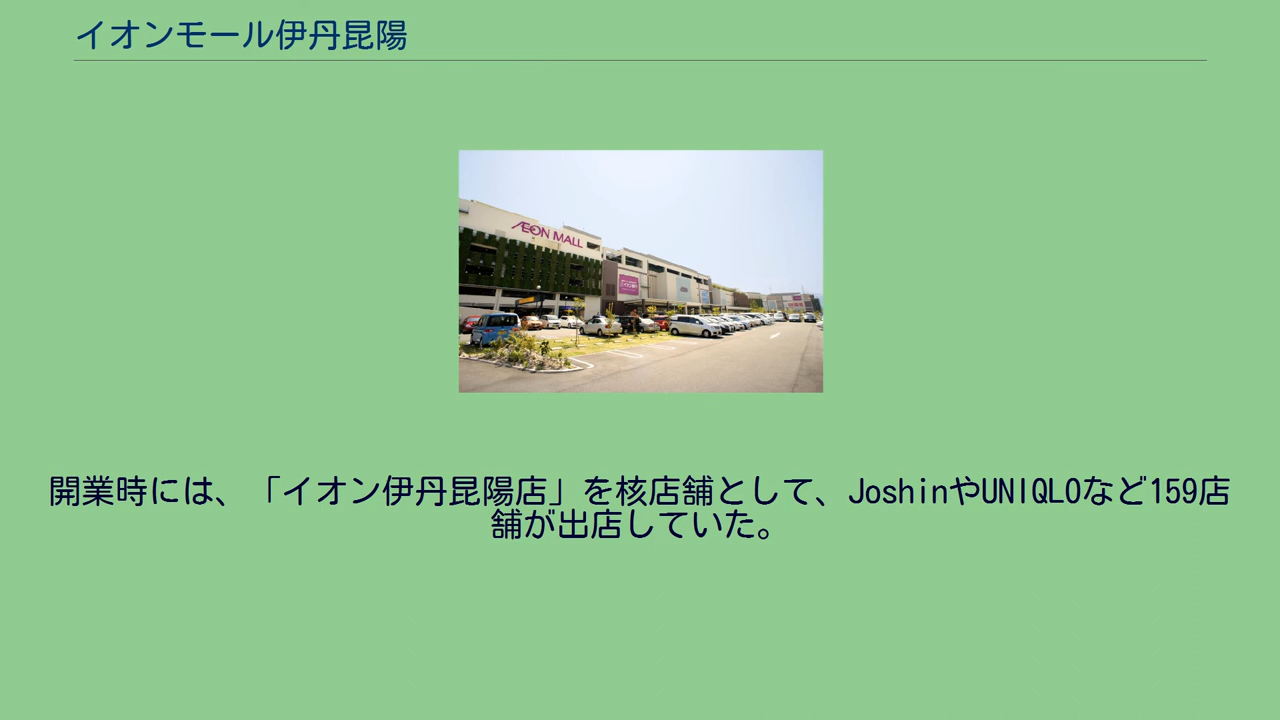 イオンモール伊丹昆陽
ÆON MALL
開業時には、「イオン伊丹昆陽店」を核店舗として、JoshinやUNIQLOなど159店
舗が出店していた。